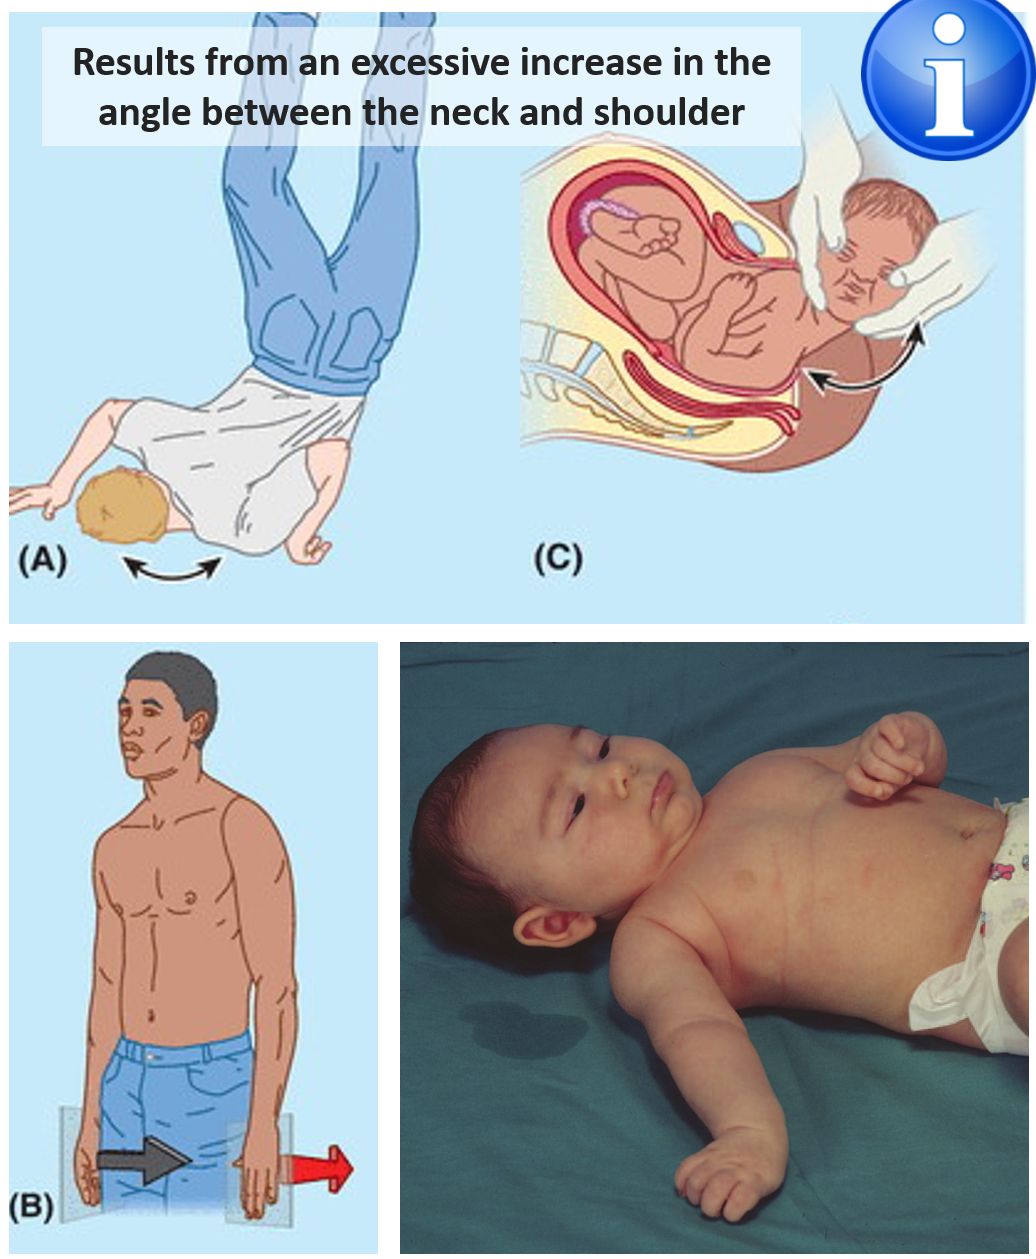 Results from an excessive increase in the
angle between the neck and shoulder
i
(A)
(C)
(B)